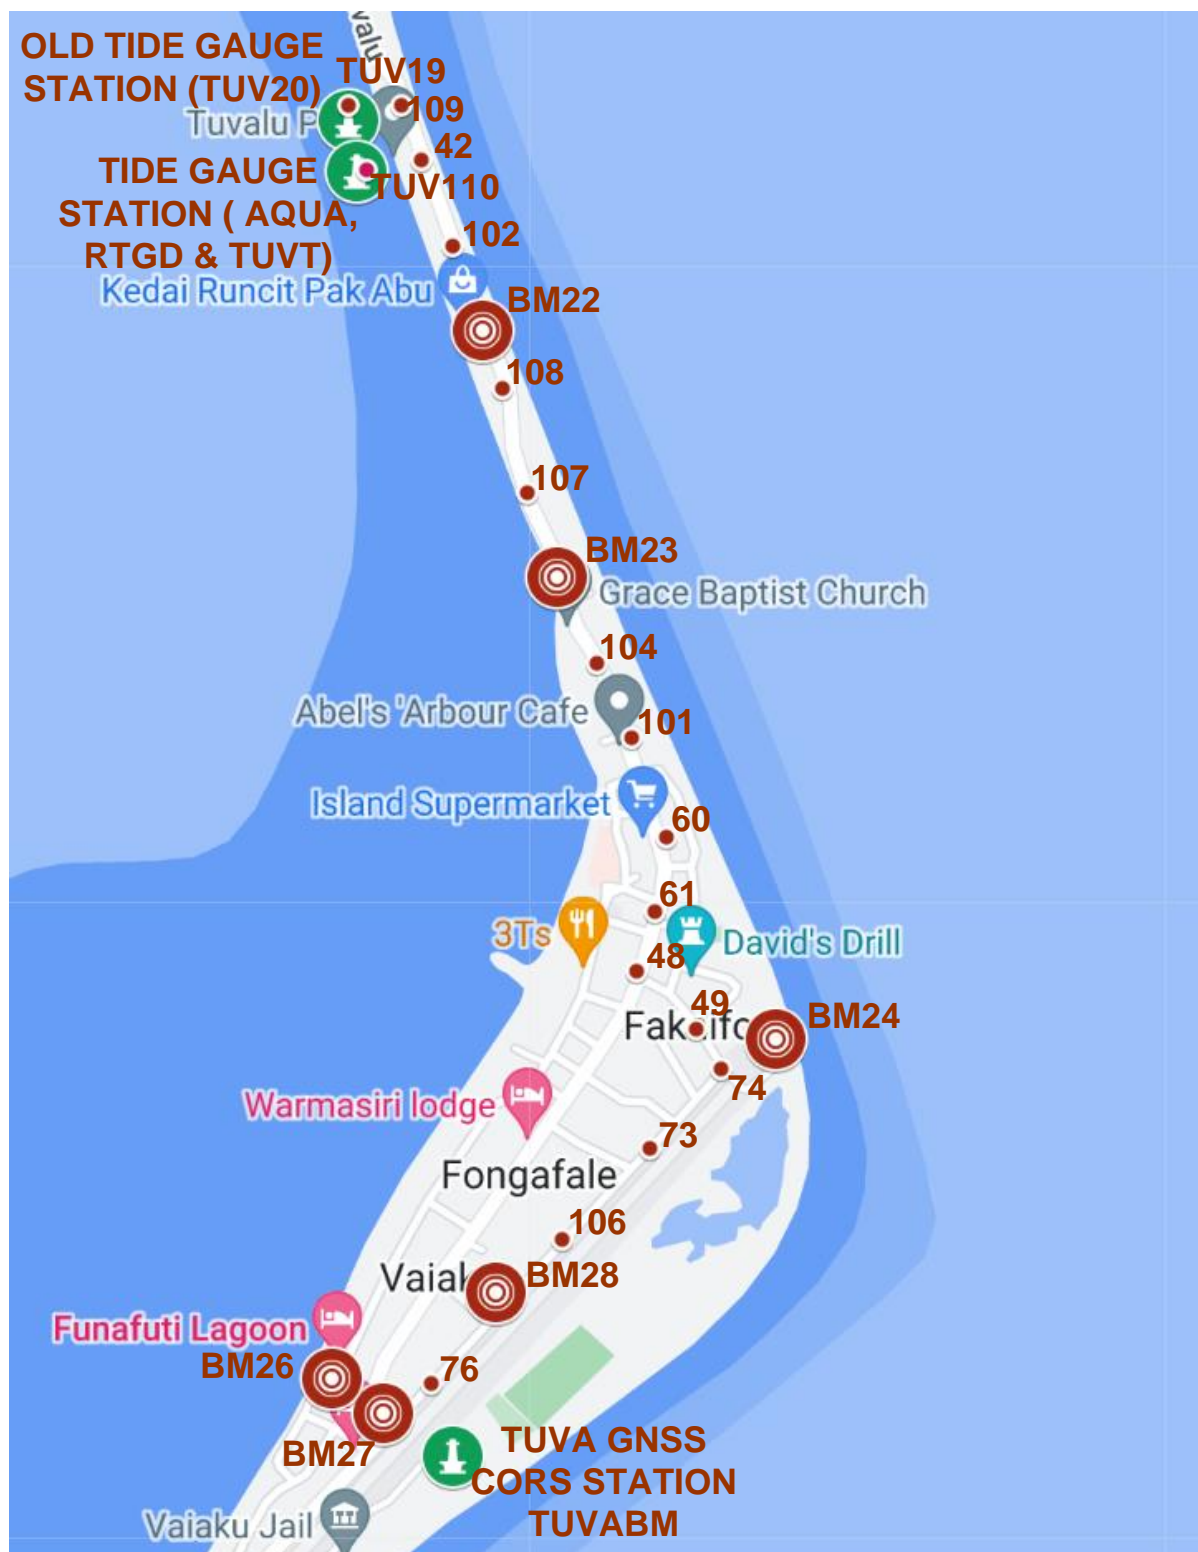 valu
OLD TIDE GAUGE
STATION (TUV20)
TUV19
Tuvalu P
109
42
TIDE GAUGE
STATION ( AQUA,
RTGD & TUVT)
TUV110
102
Kedai Runcit Pak Abu
BM22
108
107
BM23
Grace Baptist Church
104
Abel's 'Arbour Cafe
101
Island Supermarket
60
61
3Ts
David's Drill
48
49
BM24
74
Warmasiri lodge
73
Fongafale
106
Vaiak
BM28
Funafuti Lagoon
BM26
76
BM27
TUVA GNSS
CORS STATION
TUVABM
Vaiaku Jail